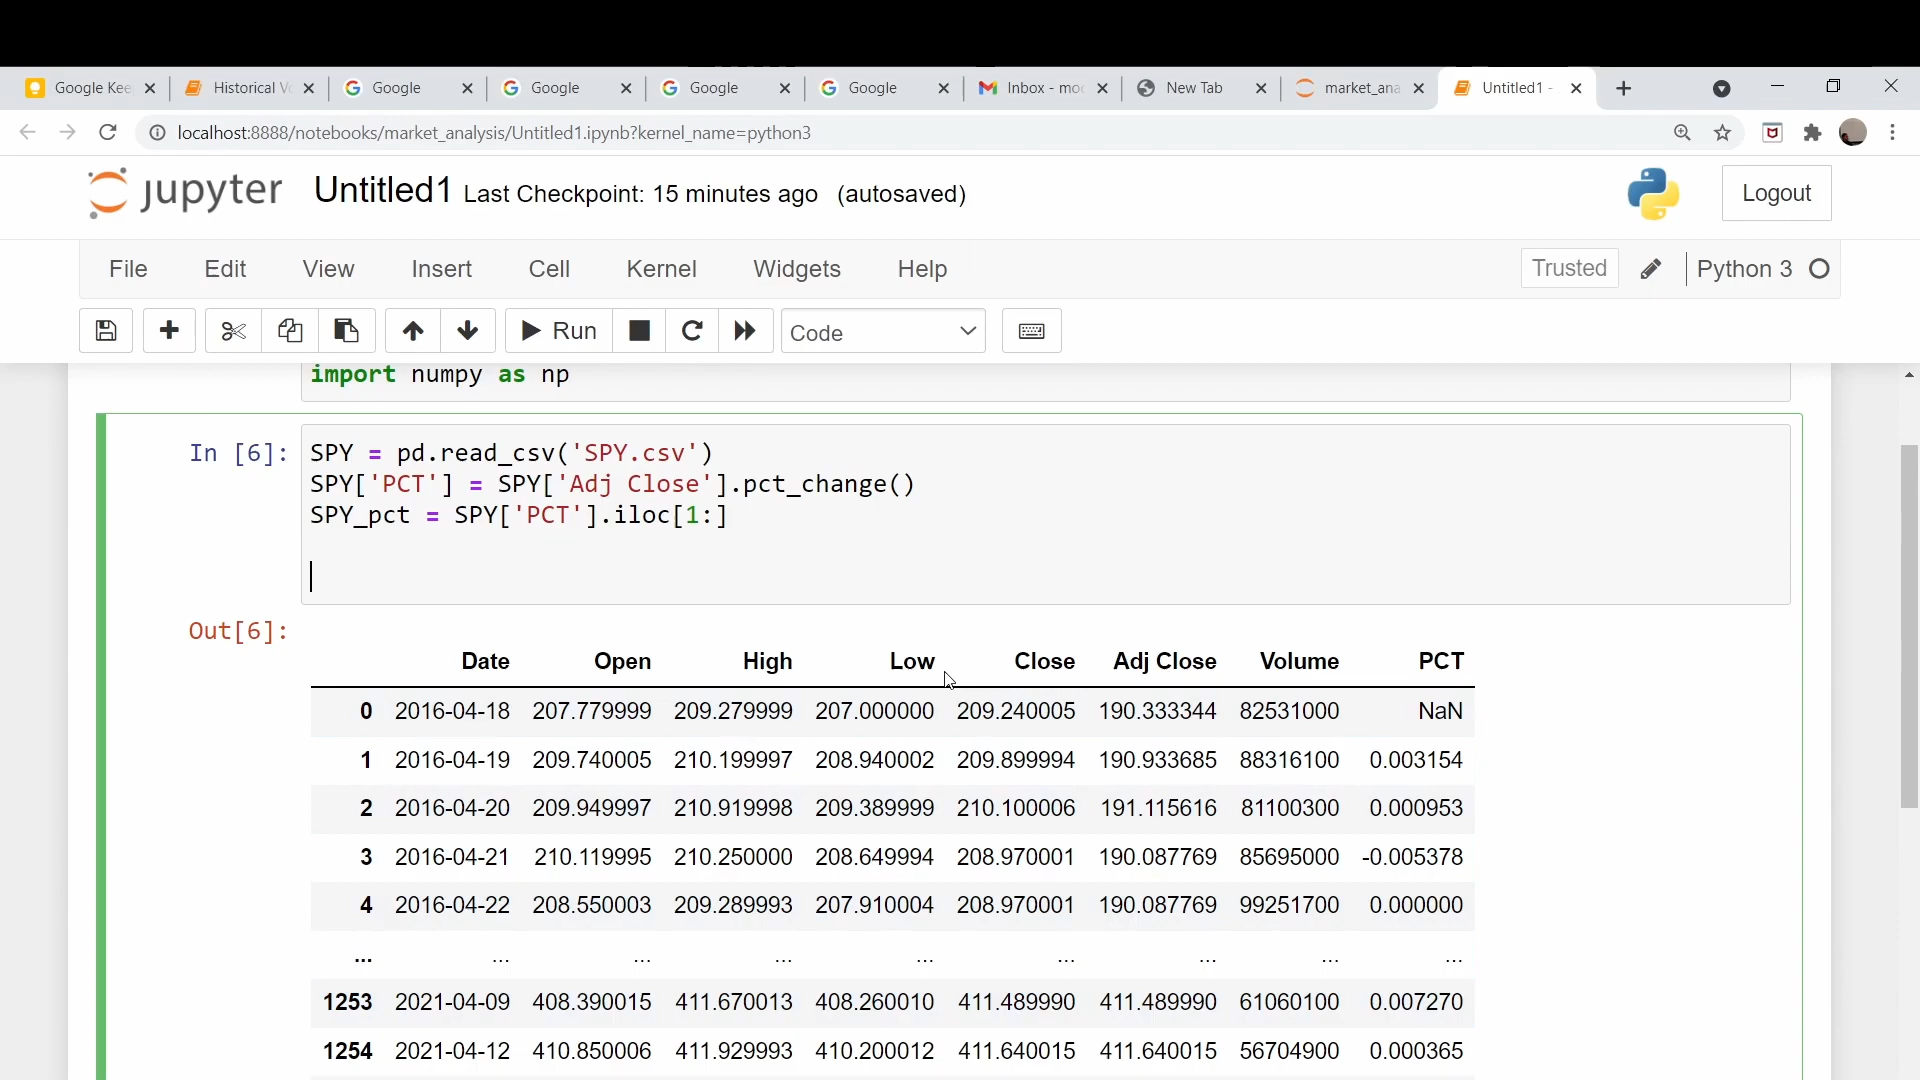 Google Kee
Historical V
Google
Google
Google
Google
Inbox - mo
New Tab
market_ana
Untitled1 -
localhost:8888/notebooks/market_analysis/Untitled1.ipynb?kernel_name=python3
jupyter Untitled1 Last Checkpoint: 15 minutes ago (autosaved)
Logout
File Edit View Insert Cell Kernel Widgets Help
Trusted
Python 3
Run
Code
import numpy as np
In [6]: SPY = pd.read_csv('SPY.csv')
SPY['PCT'] = SPY['Adj Close'].pct_change()
SPY_pct = SPY['PCT'].iloc[1:]
Out[6]:
Date Open High Low Close Adj Close Volume PCT
0 2016-04-18 207.779999 209.279999 207.000000 209.240005 190.333344 82531000 NaN
1 2016-04-19 209.740005 210.199997 208.940002 209.899994 190.933685 88316100 0.003154
2 2016-04-20 209.949997 210.919998 209.389999 210.100006 191.115616 81100300 0.000953
3 2016-04-21 210.119995 210.250000 208.649994 208.970001 190.087769 85695000 -0.005378
4 2016-04-22 208.550003 209.289993 207.910004 208.970001 190.087769 99251700 0.000000
... ... ... ... ... ... ... ... ...
1253 2021-04-09 408.390015 411.670013 408.260010 411.489990 411.489990 61060100 0.007270
1254 2021-04-12 410.850006 411.929993 410.200012 411.640015 411.640015 56704900 0.000365